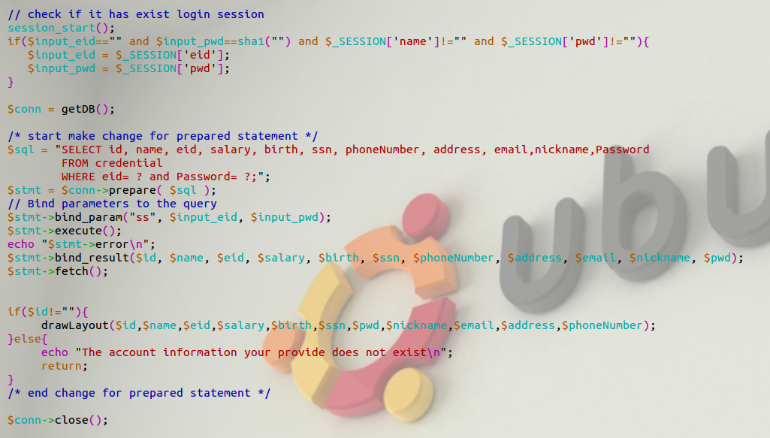 // check if it has exist login session
session_start();
if($input_eid=="" and $input_pwd==sha1("") and $_SESSION['name']!="" and $_SESSION['pwd']!=""){
   $input_eid = $_SESSION['eid'];
   $input_pwd = $_SESSION['pwd'];
}

$conn = getDB();

/* start make change for prepared statement */
$sql = "SELECT id, name, eid, salary, birth, ssn, phoneNumber, address, email,nickname,Password
        FROM credential
        WHERE eid= ? and Password= ?;";
$stmt = $conn->prepare( $sql );
// Bind parameters to the query
$stmt->bind_param("ss", $input_eid, $input_pwd);
$stmt->execute();
echo "$stmt->error\n";
$stmt->bind_result($id, $name, $eid, $salary, $birth, $ssn, $phoneNumber, $address, $email, $nickname, $pwd);
$stmt->fetch();

if($id!=""){
     drawLayout($id,$name,$eid,$salary,$birth,$ssn,$pwd,$nickname,$email,$address,$phoneNumber);
}else{
     echo "The account information your provide does not exist\n";
     return;
}
/* end change for prepared statement */

$conn->close();
ubu